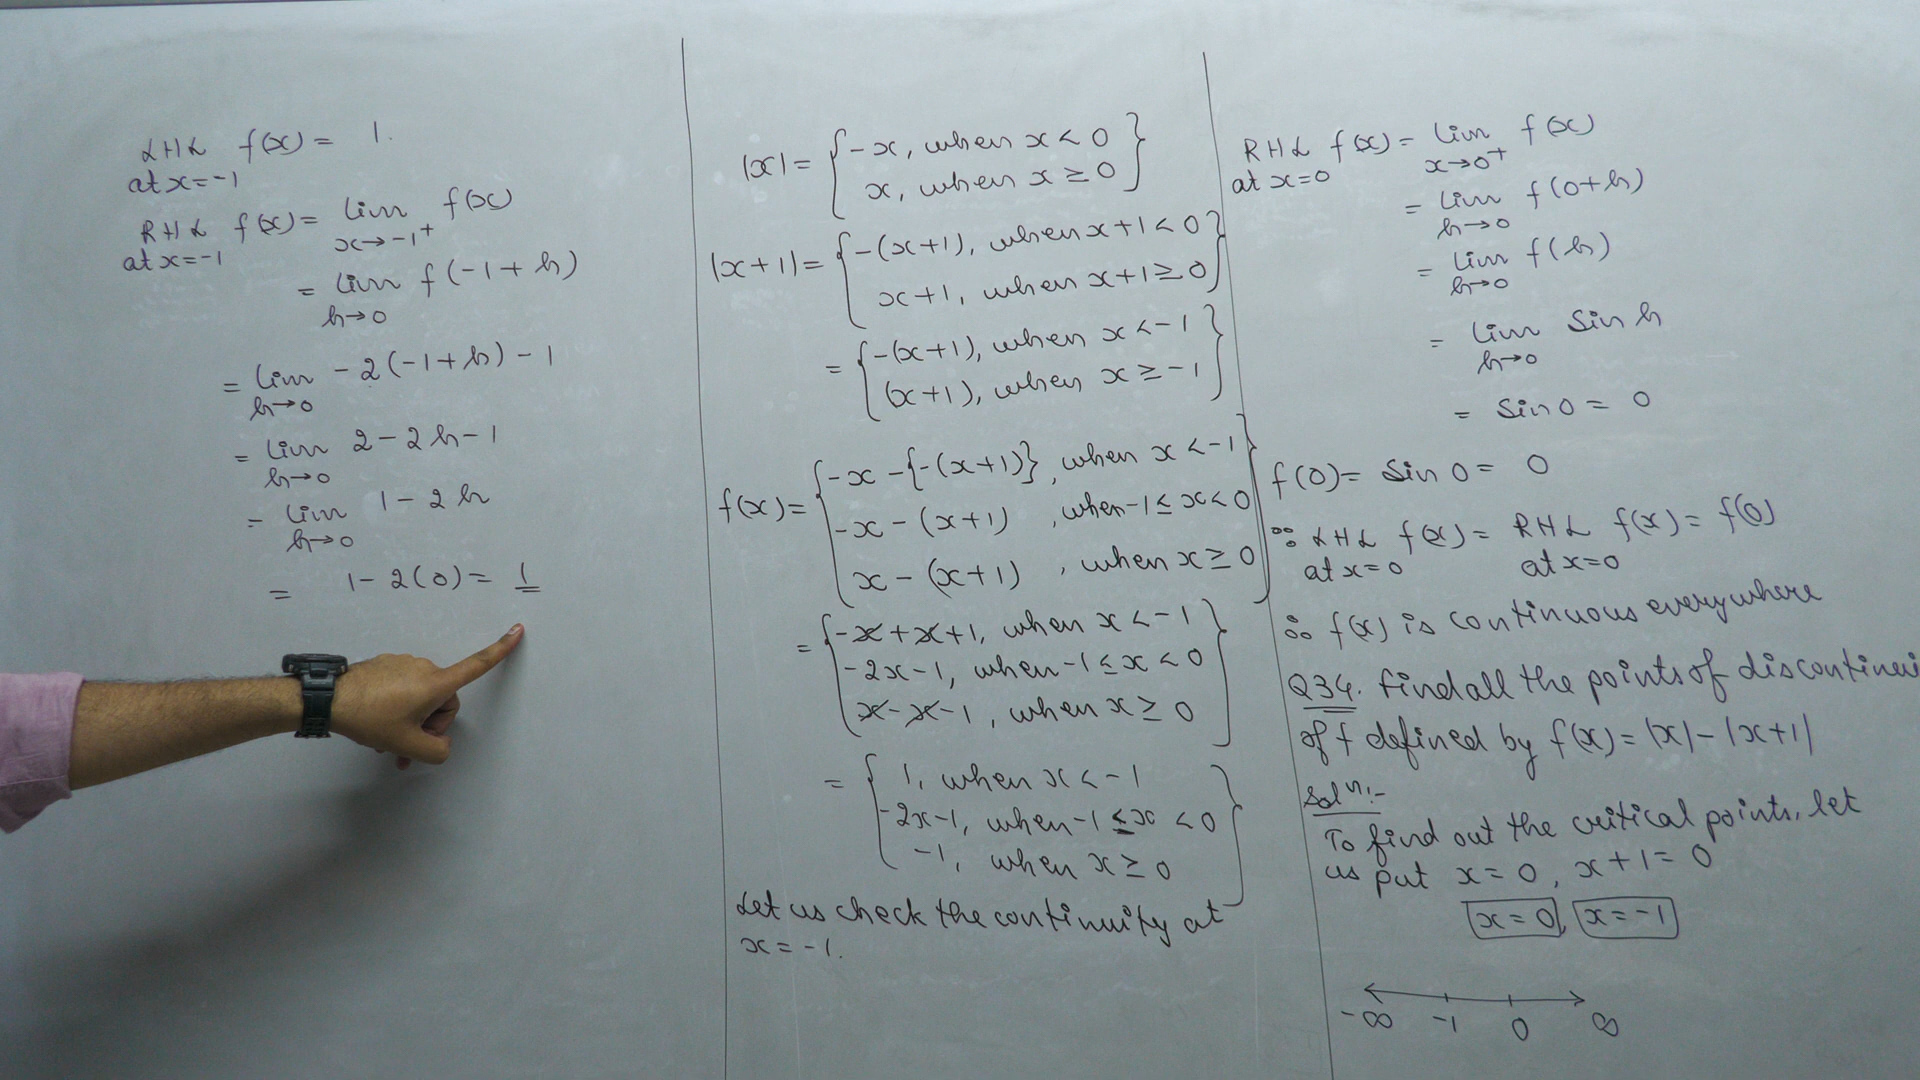 LHL f(x) = 1.
at x=-1
RHL f(x) = lim f(x)
at x=-1 x→-1⁺
= lim f(-1+h)
h→0
= lim -2(-1+h)-1
h→0
= lim 2-2h-1
h→0
= lim 1-2h
h→0
= 1-2(0) = 1
|x| = { -x, when x < 0 }
x, when x ≥ 0
|x+1| = { -(x+1), when x+1 < 0 }
x+1, when x+1 ≥ 0
= { -(x+1), when x < -1 }
(x+1), when x ≥ -1
f(x) = { -x-{-(x+1)}, when x < -1 }
-x-(x+1), when -1 ≤ x < 0
x-(x+1), when x ≥ 0
= { -x+x+1, when x < -1 }
-2x-1, when -1 ≤ x < 0
x-x-1, when x ≥ 0
= { 1, when x < -1 }
-2x-1, when -1 ≤ x < 0
-1, when x ≥ 0
Let us check the continuity at
x = -1.
RHL f(x) = lim f(x)
at x=0 x→0⁺
= lim f(0+h)
h→0
= lim f(h)
h→0
= lim Sin h
h→0
= Sin 0 = 0
f(0) = Sin 0 = 0
∵ LHL f(x) = RHL f(x) = f(0)
at x=0 at x=0
∴ f(x) is continuous everywhere
Q34. Find all the points of discontinui
of f defined by f(x) = |x|-|x+1|
Solⁿ:-
To find out the critical points, let
us put x = 0, x+1 = 0
x = 0, x = -1
-∞ -1 0 ∞